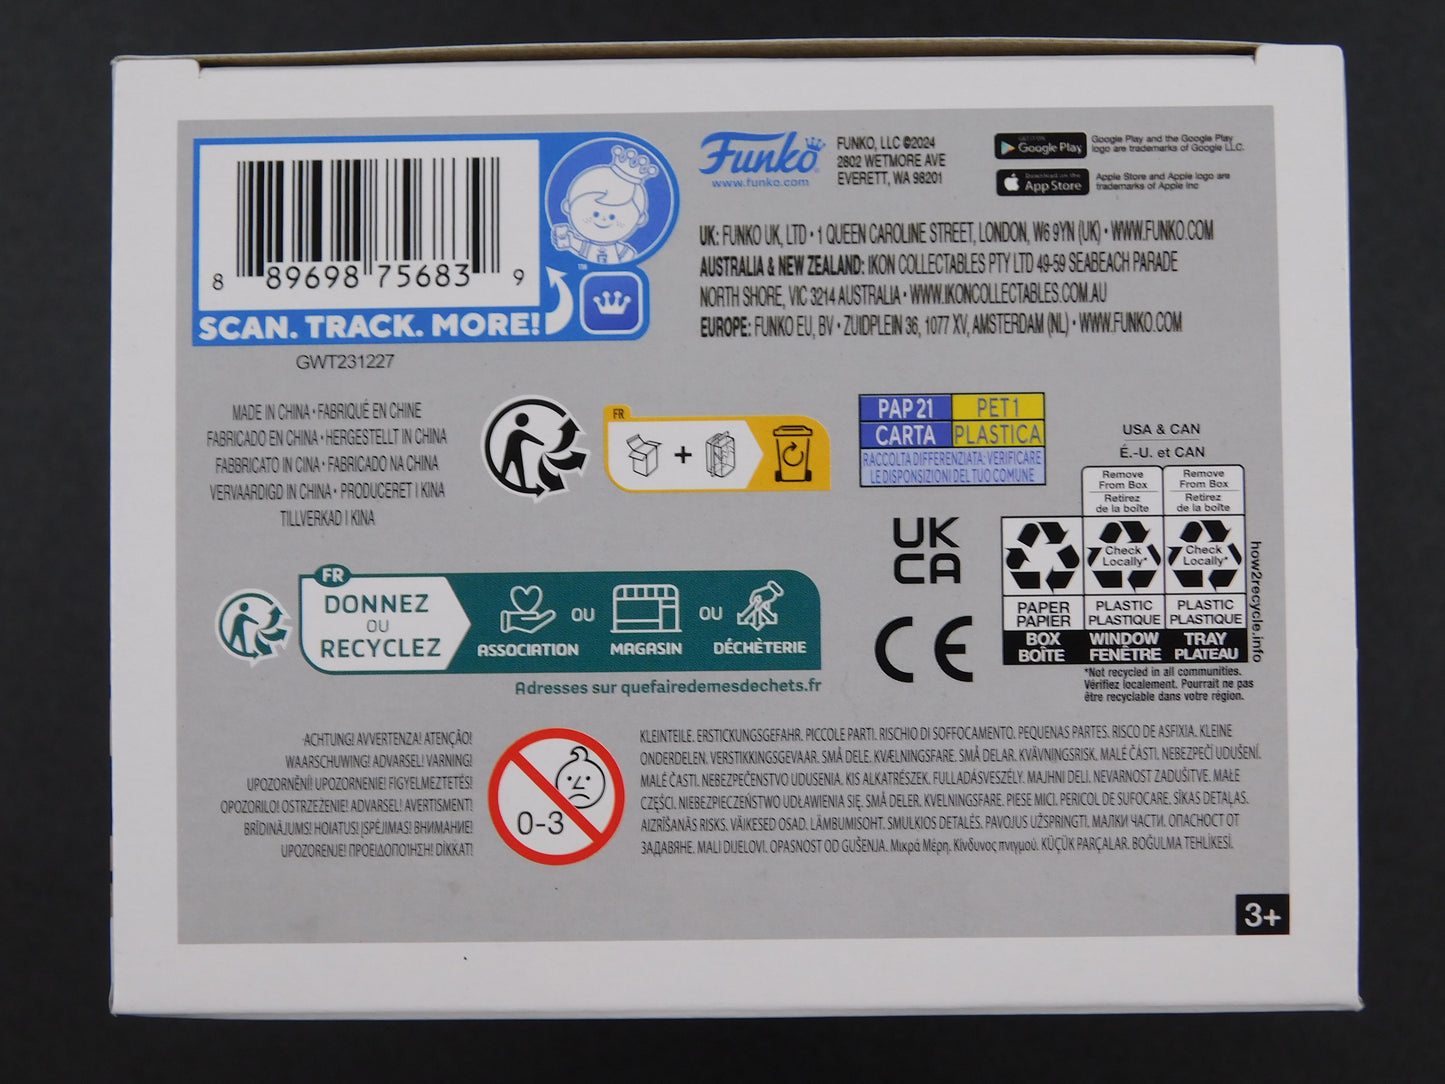 8 89698 75683 9
SCAN. TRACK. MORE!
™
GWT231227
Funko
www.funko.com
FUNKO, LLC ©2024
2802 WETMORE AVE
EVERETT, WA 98201
GET IT ON
Google Play
Google Play and the Google Play
logo are trademarks of Google LLC.
Download on the
App Store
Apple Store and Apple logo are
trademarks of Apple Inc
UK: FUNKO UK, LTD • 1 QUEEN CAROLINE STREET, LONDON, W6 9YN (UK) • WWW.FUNKO.COM
AUSTRALIA & NEW ZEALAND: IKON COLLECTABLES PTY LTD 49-59 SEABEACH PARADE
NORTH SHORE, VIC 3214 AUSTRALIA • WWW.IKONCOLLECTABLES.COM.AU
EUROPE: FUNKO EU, BV • ZUIDPLEIN 36, 1077 XV, AMSTERDAM (NL) • WWW.FUNKO.COM
MADE IN CHINA • FABRIQUÉ EN CHINE
FABRICADO EN CHINA • HERGESTELLT IN CHINA
FABBRICATO IN CINA • FABRICADO NA CHINA
VERVAARDIGD IN CHINA • PRODUCERET I KINA
TILLVERKAD I KINA
FR
+
PAP 21 PET 1
CARTA PLASTICA
RACCOLTA DIFFERENZIATA: VERIFICARE
LE DISPOSIZIONI DEL TUO COMUNE
USA & CAN
É.-U. et CAN
Remove
From Box
Retirez
de la boîte
Remove
From Box
Retirez
de la boîte
Check
Locally*
Check
Locally*
PAPER
PAPIER
BOX
BOÎTE
PLASTIC
PLASTIQUE
WINDOW
FENÊTRE
PLASTIC
PLASTIQUE
TRAY
PLATEAU
how2recycle.info
*Not recycled in all communities.
Vérifiez localement. Pourrait ne pas
être recyclable dans votre région.
UK
CA
CE
FR
DONNEZ
OU
RECYCLEZ
ASSOCIATION
OU
MAGASIN
OU
DÉCHÈTERIE
Adresses sur quefairedemesdechets.fr
ACHTUNG! AVVERTENZA! ATENÇÃO!
WAARSCHUWING! ADVARSEL! VARNING!
UPOZORNĚNÍ! UPOZORNENIE! FIGYELMEZTETÉS!
OPOZORILO! OSTRZEŻENIE! ADVARSEL! AVERTISMENT!
BRĪDINĀJUMS! HOIATUS! ĮSPĖJIMAS! ВНИМАНИЕ!
UPOZORENJE! ΠΡΟΕΙΔΟΠΟΊΗΣΗ! DİKKAT!
0-3
KLEINTEILE. ERSTICKUNGSGEFAHR. PICCOLE PARTI. RISCHIO DI SOFFOCAMENTO. PEQUENAS PARTES. RISCO DE ASFIXIA. KLEINE
ONDERDELEN. VERSTIKKINGSGEVAAR. SMÅ DELE. KVÆLNINGSFARE. SMÅ DELAR. KVÄVNINGSRISK. MALÉ ČÁSTI. NEBEZPEČÍ UDUŠENÍ.
MALÉ ČASTI. NEBEZPEČENSTVO UDUSENIA. KIS ALKATRÉSZEK. FULLADÁSVESZÉLY. MAJHNI DELI. NEVARNOST ZADUŠITVE. MAŁE
CZĘŚCI. NIEBEZPIECZEŃSTWO UDŁAWIENIA SIĘ. SMÅ DELER. KVELNINGSFARE. PIESE MICI. PERICOL DE SUFOCARE. SĪKAS DETAĻAS.
AIZRĪŠANĀS RISKS. VÄIKESED OSAD. LÄMBUMISOHT. SMULKIOS DETALĖS. PAVOJUS UŽSPRINGTI. МАЛКИ ЧАСТИ. ОПАСНОСТ ОТ
ЗАДАВЯНЕ. MALI DIJELOVI. OPASNOST OD GUŠENJA. Μικρά Μέρη. Κίνδυνος πνιγμού. KÜÇÜK PARÇALAR. BOĞULMA TEHLİKESİ.
3+